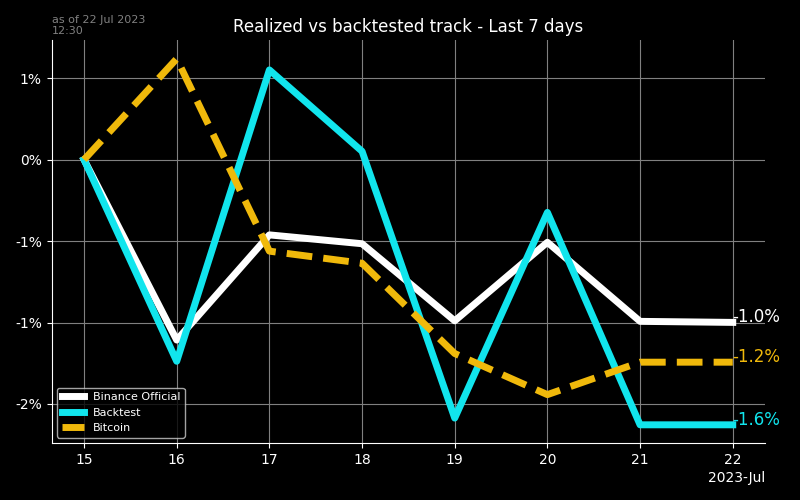 as of 22 Jul 2023
12:30
Realized vs backtested track - Last 7 days
1%
0%
-1%
-1%
-2%
-1.0%
-1.2%
-1.6%
Binance Official
Backtest
Bitcoin
15 16 17 18 19 20 21 22
2023-Jul